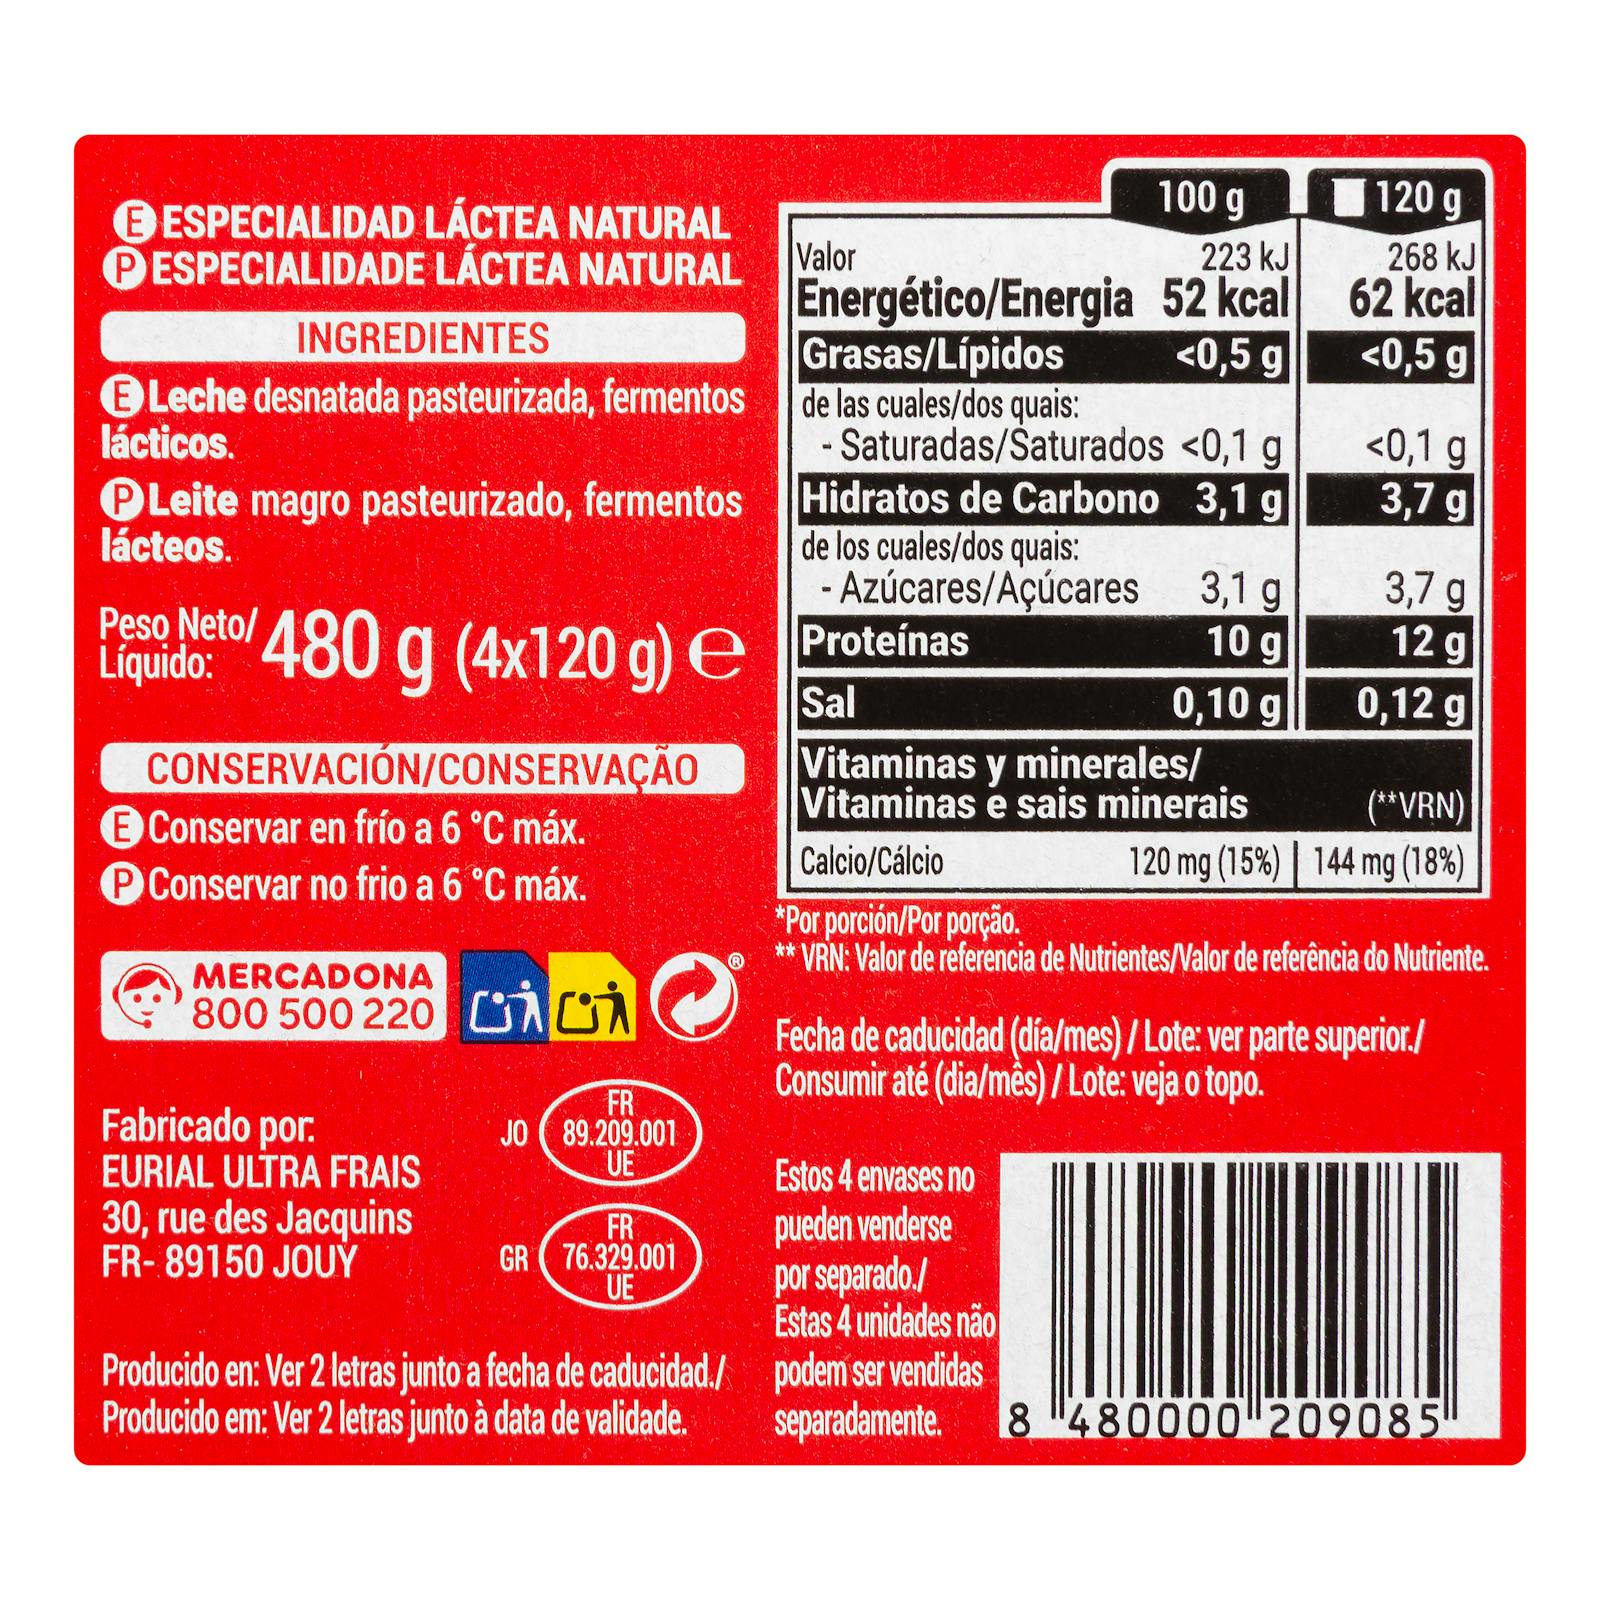 E ESPECIALIDAD LÁCTEA NATURAL
P ESPECIALIDADE LÁCTEA NATURAL
INGREDIENTES
E Leche desnatada pasteurizada, fermentos
lácticos.
P Leite magro pasteurizado, fermentos
lácteos.
Peso Neto/
Líquido: 480 g (4x120 g) ℮
CONSERVACIÓN/CONSERVAÇÃO
E Conservar en frío a 6 °C máx.
P Conservar no frio a 6 °C máx.
MERCADONA
800 500 220
®
Fabricado por:
EURIAL ULTRA FRAIS
30, rue des Jacquins
FR- 89150 JOUY
JO FR
89.209.001
UE
GR FR
76.329.001
UE
Producido en: Ver 2 letras junto a fecha de caducidad./
Producido em: Ver 2 letras junto à data de validade.
100 g 120 g
Valor 223 kJ 268 kJ
Energético/Energia 52 kcal 62 kcal
Grasas/Lípidos <0,5 g <0,5 g
de las cuales/dos quais:
- Saturadas/Saturados <0,1 g <0,1 g
Hidratos de Carbono 3,1 g 3,7 g
de los cuales/dos quais:
- Azúcares/Açúcares 3,1 g 3,7 g
Proteínas 10 g 12 g
Sal 0,10 g 0,12 g
Vitaminas y minerales/
Vitaminas e sais minerais (**VRN)
Calcio/Cálcio 120 mg (15%) 144 mg (18%)
*Por porción/Por porção.
** VRN: Valor de referencia de Nutrientes/Valor de referência do Nutriente.
Fecha de caducidad (día/mes) / Lote: ver parte superior./
Consumir até (dia/mês) / Lote: veja o topo.
Estos 4 envases no
pueden venderse
por separado./
Estas 4 unidades não
podem ser vendidas
separadamente.
8 480000 209085